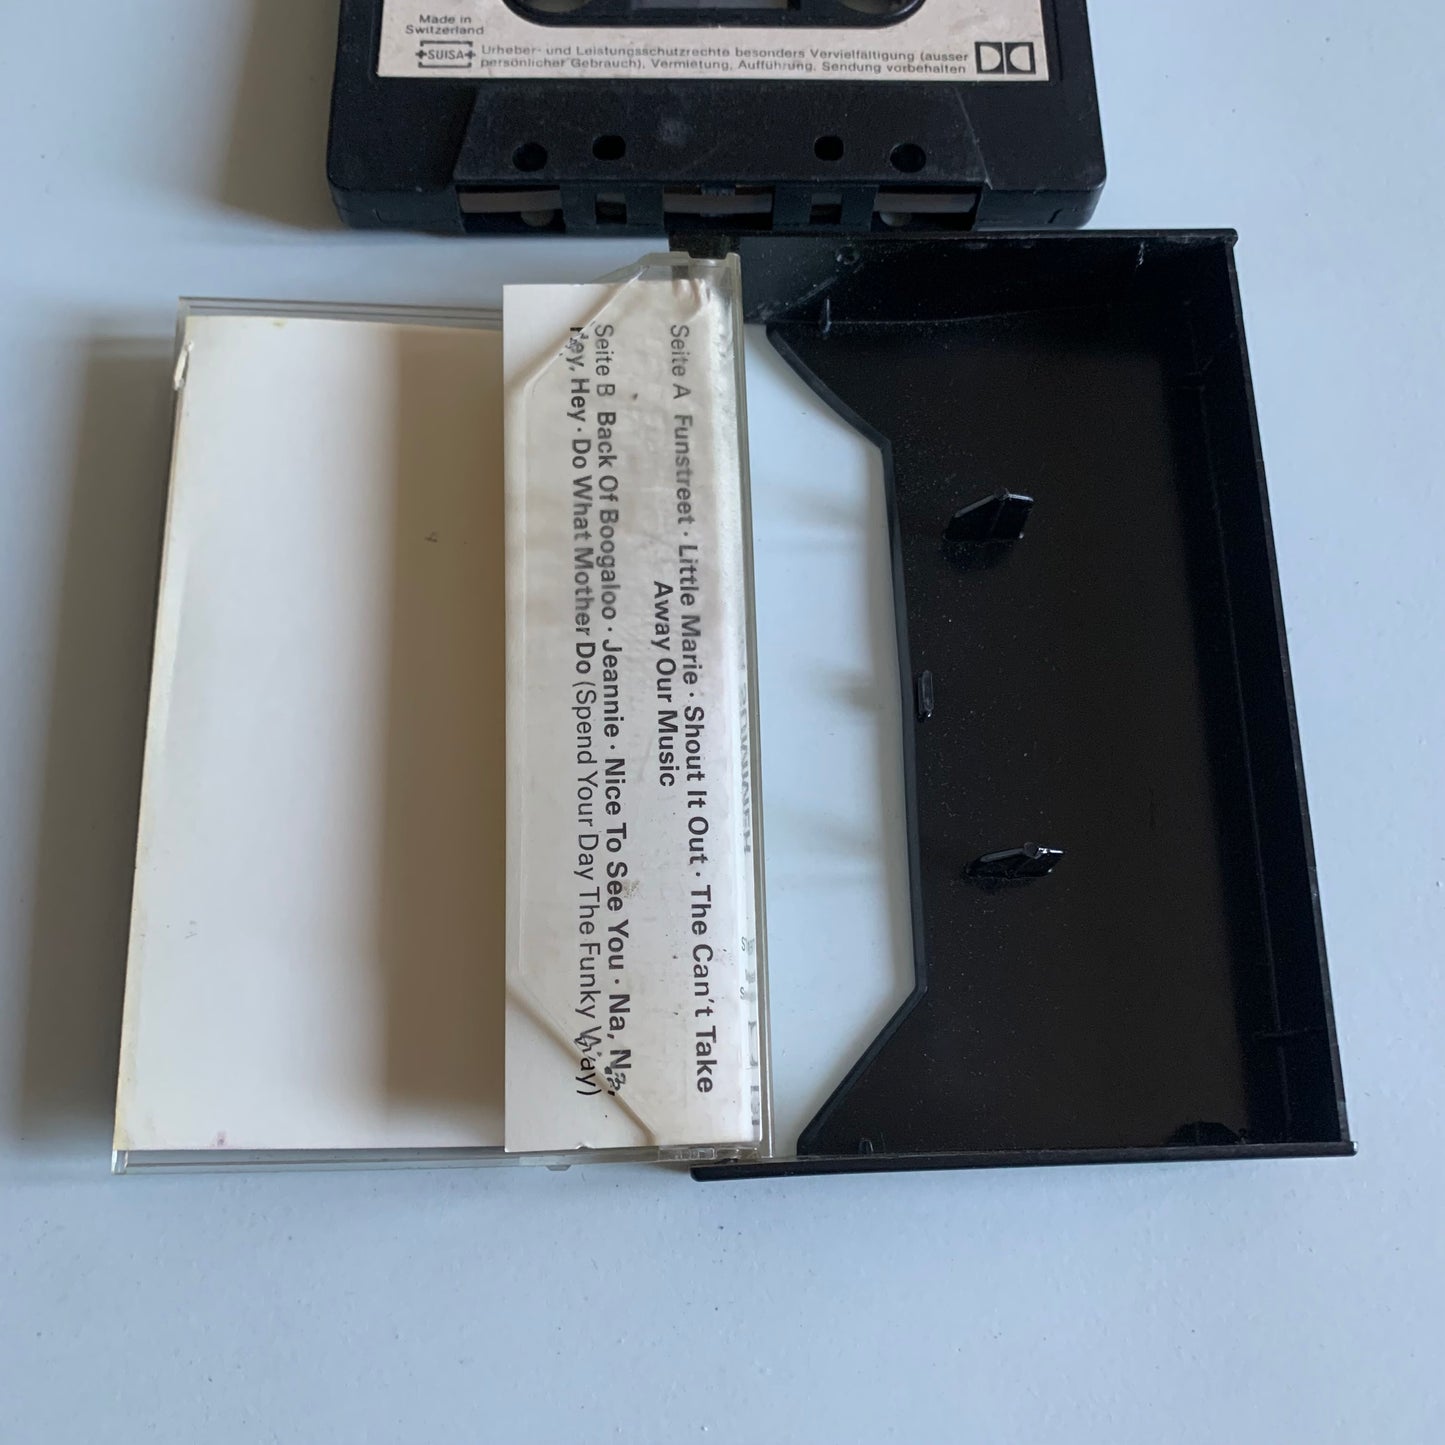 Made in
Switzerland
SUISA
Urheber- und Leistungsschutzrechte besonders Vervielfältigung (ausser
persönlicher Gebrauch), Vermietung, Aufführung, Sendung vorbehalten
Seite A Funstreet · Little Marie · Shout It Out · The Can't Take
Away Our Music
Seite B Back Of Boogaloo · Jeannie · Nice To See You · Na, Na,
Hey, Hey · Do What Mother Do (Spend Your Day The Funky Way)